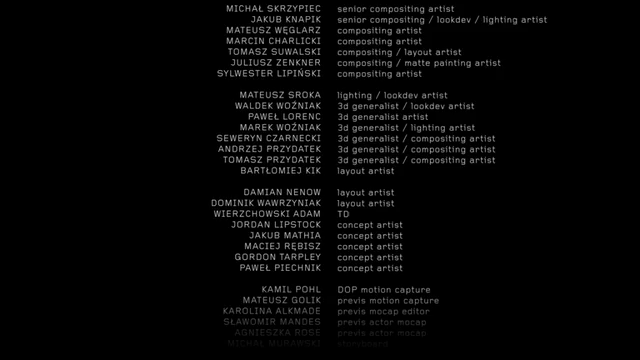 MICHAŁ SKRZYPIEC senior compositing artist
JAKUB KNAPIK senior compositing / lookdev / lighting artist
MATEUSZ WĘGLARZ compositing artist
MARCIN CHARLICKI compositing artist
TOMASZ SUWALSKI compositing / layout artist
JULIUSZ ZENKNER compositing / matte painting artist
SYLWESTER LIPIŃSKI compositing artist
MATEUSZ SROKA lighting / lookdev artist
WALDEK WOŹNIAK 3d generalist / lookdev artist
PAWEŁ LORENC 3d generalist artist
MAREK WOŹNIAK 3d generalist / lighting artist
SEWERYN CZARNECKI 3d generalist / compositing artist
ANDRZEJ PRZYDATEK 3d generalist / compositing artist
TOMASZ PRZYDATEK 3d generalist / compositing artist
BARTŁOMIEJ KIK layout artist
DAMIAN NENOW layout artist
DOMINIK WAWRZYNIAK layout artist
WIERZCHOWSKI ADAM TD
JORDAN LIPSTOCK concept artist
JAKUB MATHIA concept artist
MACIEJ RĘBISZ concept artist
GORDON TARPLEY concept artist
PAWEŁ PIECHNIK concept artist
KAMIL POHL DOP motion capture
MATEUSZ GOLIK previs motion capture
KAROLINA ALKMADE previs mocap editor
SŁAWOMIR MANDES previs actor mocap
AGNIESZKA ROSE previs actor mocap
MICHAŁ MURAWSKI storyboard